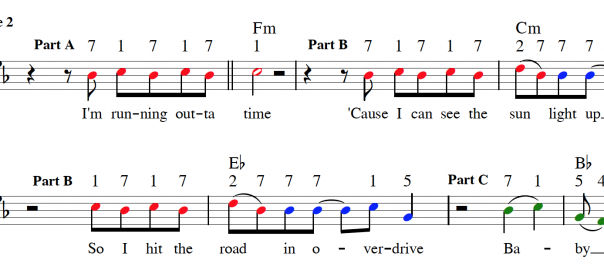 e 2
Fm Cm
Part A 7 1 7 1 7 1 Part B 7 1 7 1 7 2 7 7 7
I'm run-ning out-ta time 'Cause I can see the sun light up
E♭ B♭
Part B 1 7 1 7 2 7 7 7 1 5 Part C 7 1 5 4
So I hit the road in o - ver-drive Ba - by